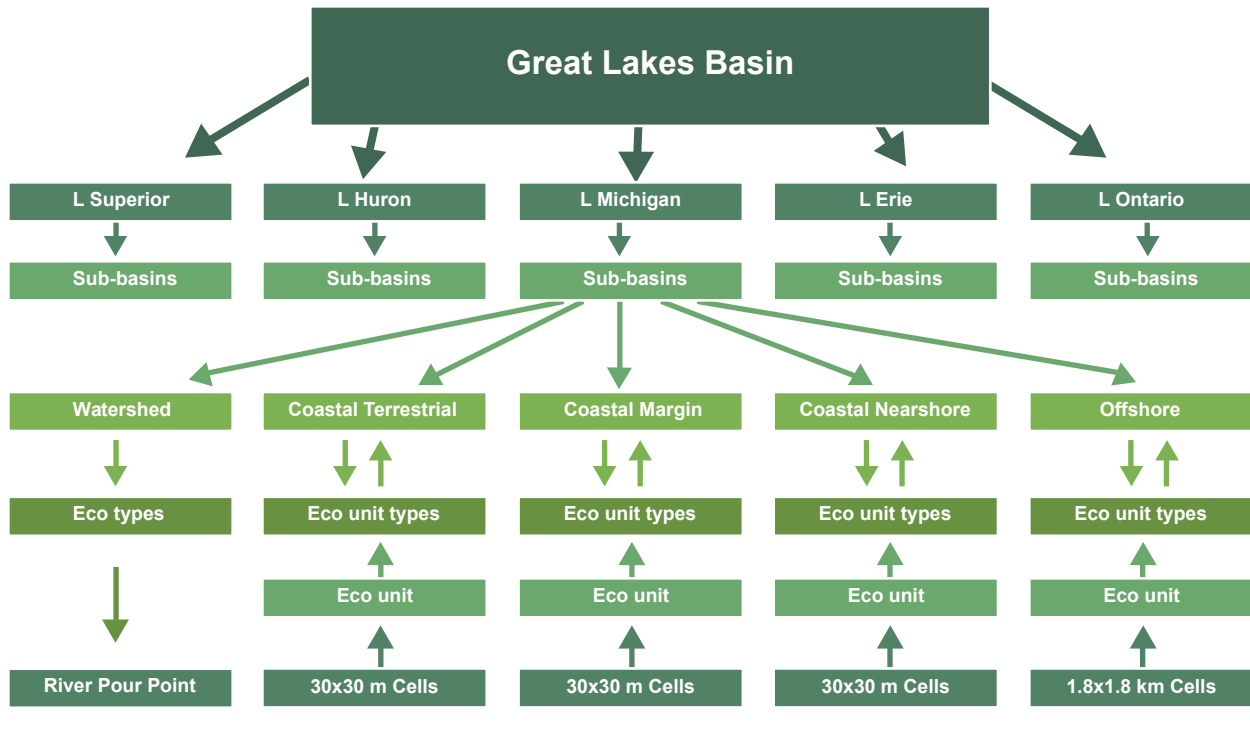 Great Lakes Basin
L Superior
L Huron
L Michigan
L Erie
L Ontario
Sub-basins
Sub-basins
Sub-basins
Sub-basins
Sub-basins
Watershed
Coastal Terrestrial
Coastal Margin
Coastal Nearshore
Offshore
Eco types
Eco unit types
Eco unit types
Eco unit types
Eco unit types
Eco unit
Eco unit
Eco unit
Eco unit
River Pour Point
30x30 m Cells
30x30 m Cells
30x30 m Cells
1.8x1.8 km Cells